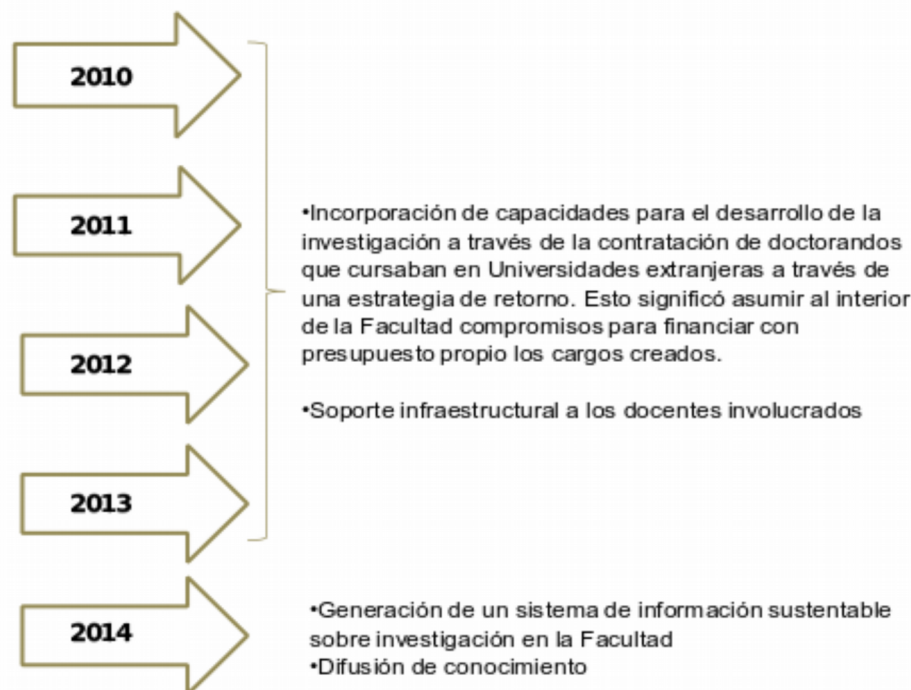 2010
2011
2012
2013
•Incorporación de capacidades para el desarrollo de la
investigación a través de la contratación de doctorandos
que cursaban en Universidades extranjeras a través de
una estrategia de retorno. Esto significó asumir al interior
de la Facultad compromisos para financiar con
presupuesto propio los cargos creados.
•Soporte infraestructural a los docentes involucrados
2014
•Generación de un sistema de información sustentable
sobre investigación en la Facultad
•Difusión de conocimiento